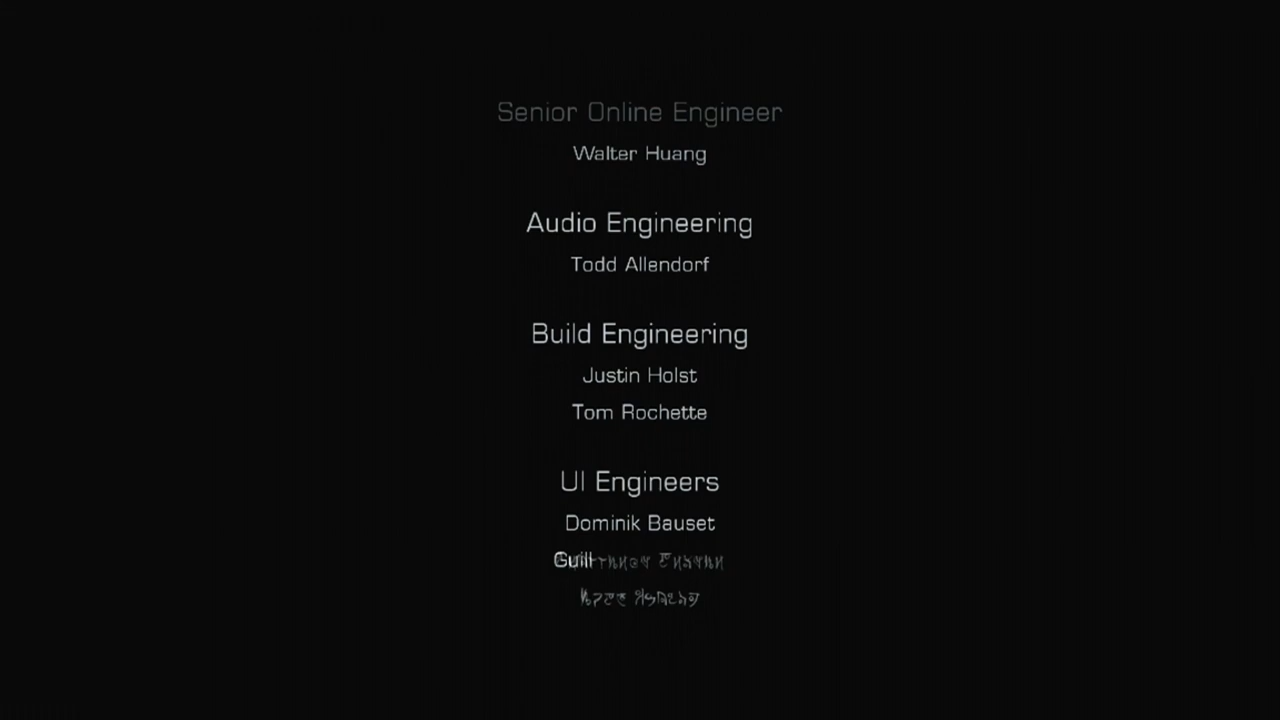 Senior Online Engineer
Walter Huang
Audio Engineering
Todd Allendorf
Build Engineering
Justin Holst
Tom Rochette
UI Engineers
Dominik Bauset